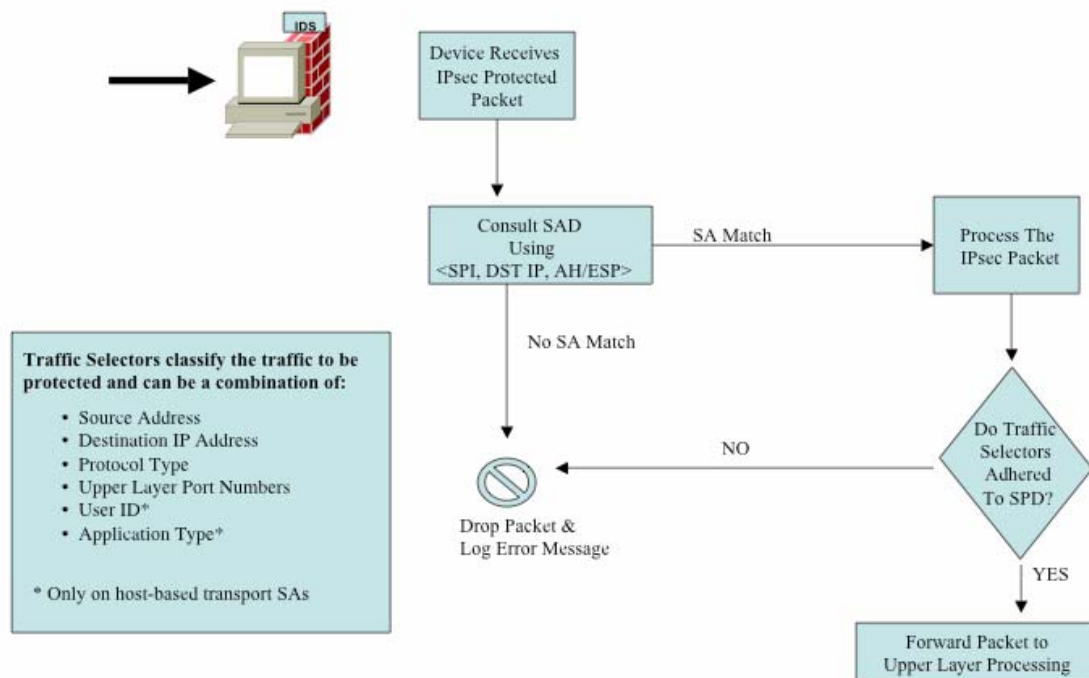 IDS
Device Receives
IPsec Protected
Packet
Consult SAD
Using
<SPI, DST IP, AH/ESP>
SA Match
Process The
IPsec Packet
No SA Match
Traffic Selectors classify the traffic to be
protected and can be a combination of:
• Source Address
• Destination IP Address
• Protocol Type
• Upper Layer Port Numbers
• User ID*
• Application Type*
* Only on host-based transport SAs
Do Traffic
Selectors
Adhered
To SPD?
NO
Drop Packet &
Log Error Message
YES
Forward Packet to
Upper Layer Processing